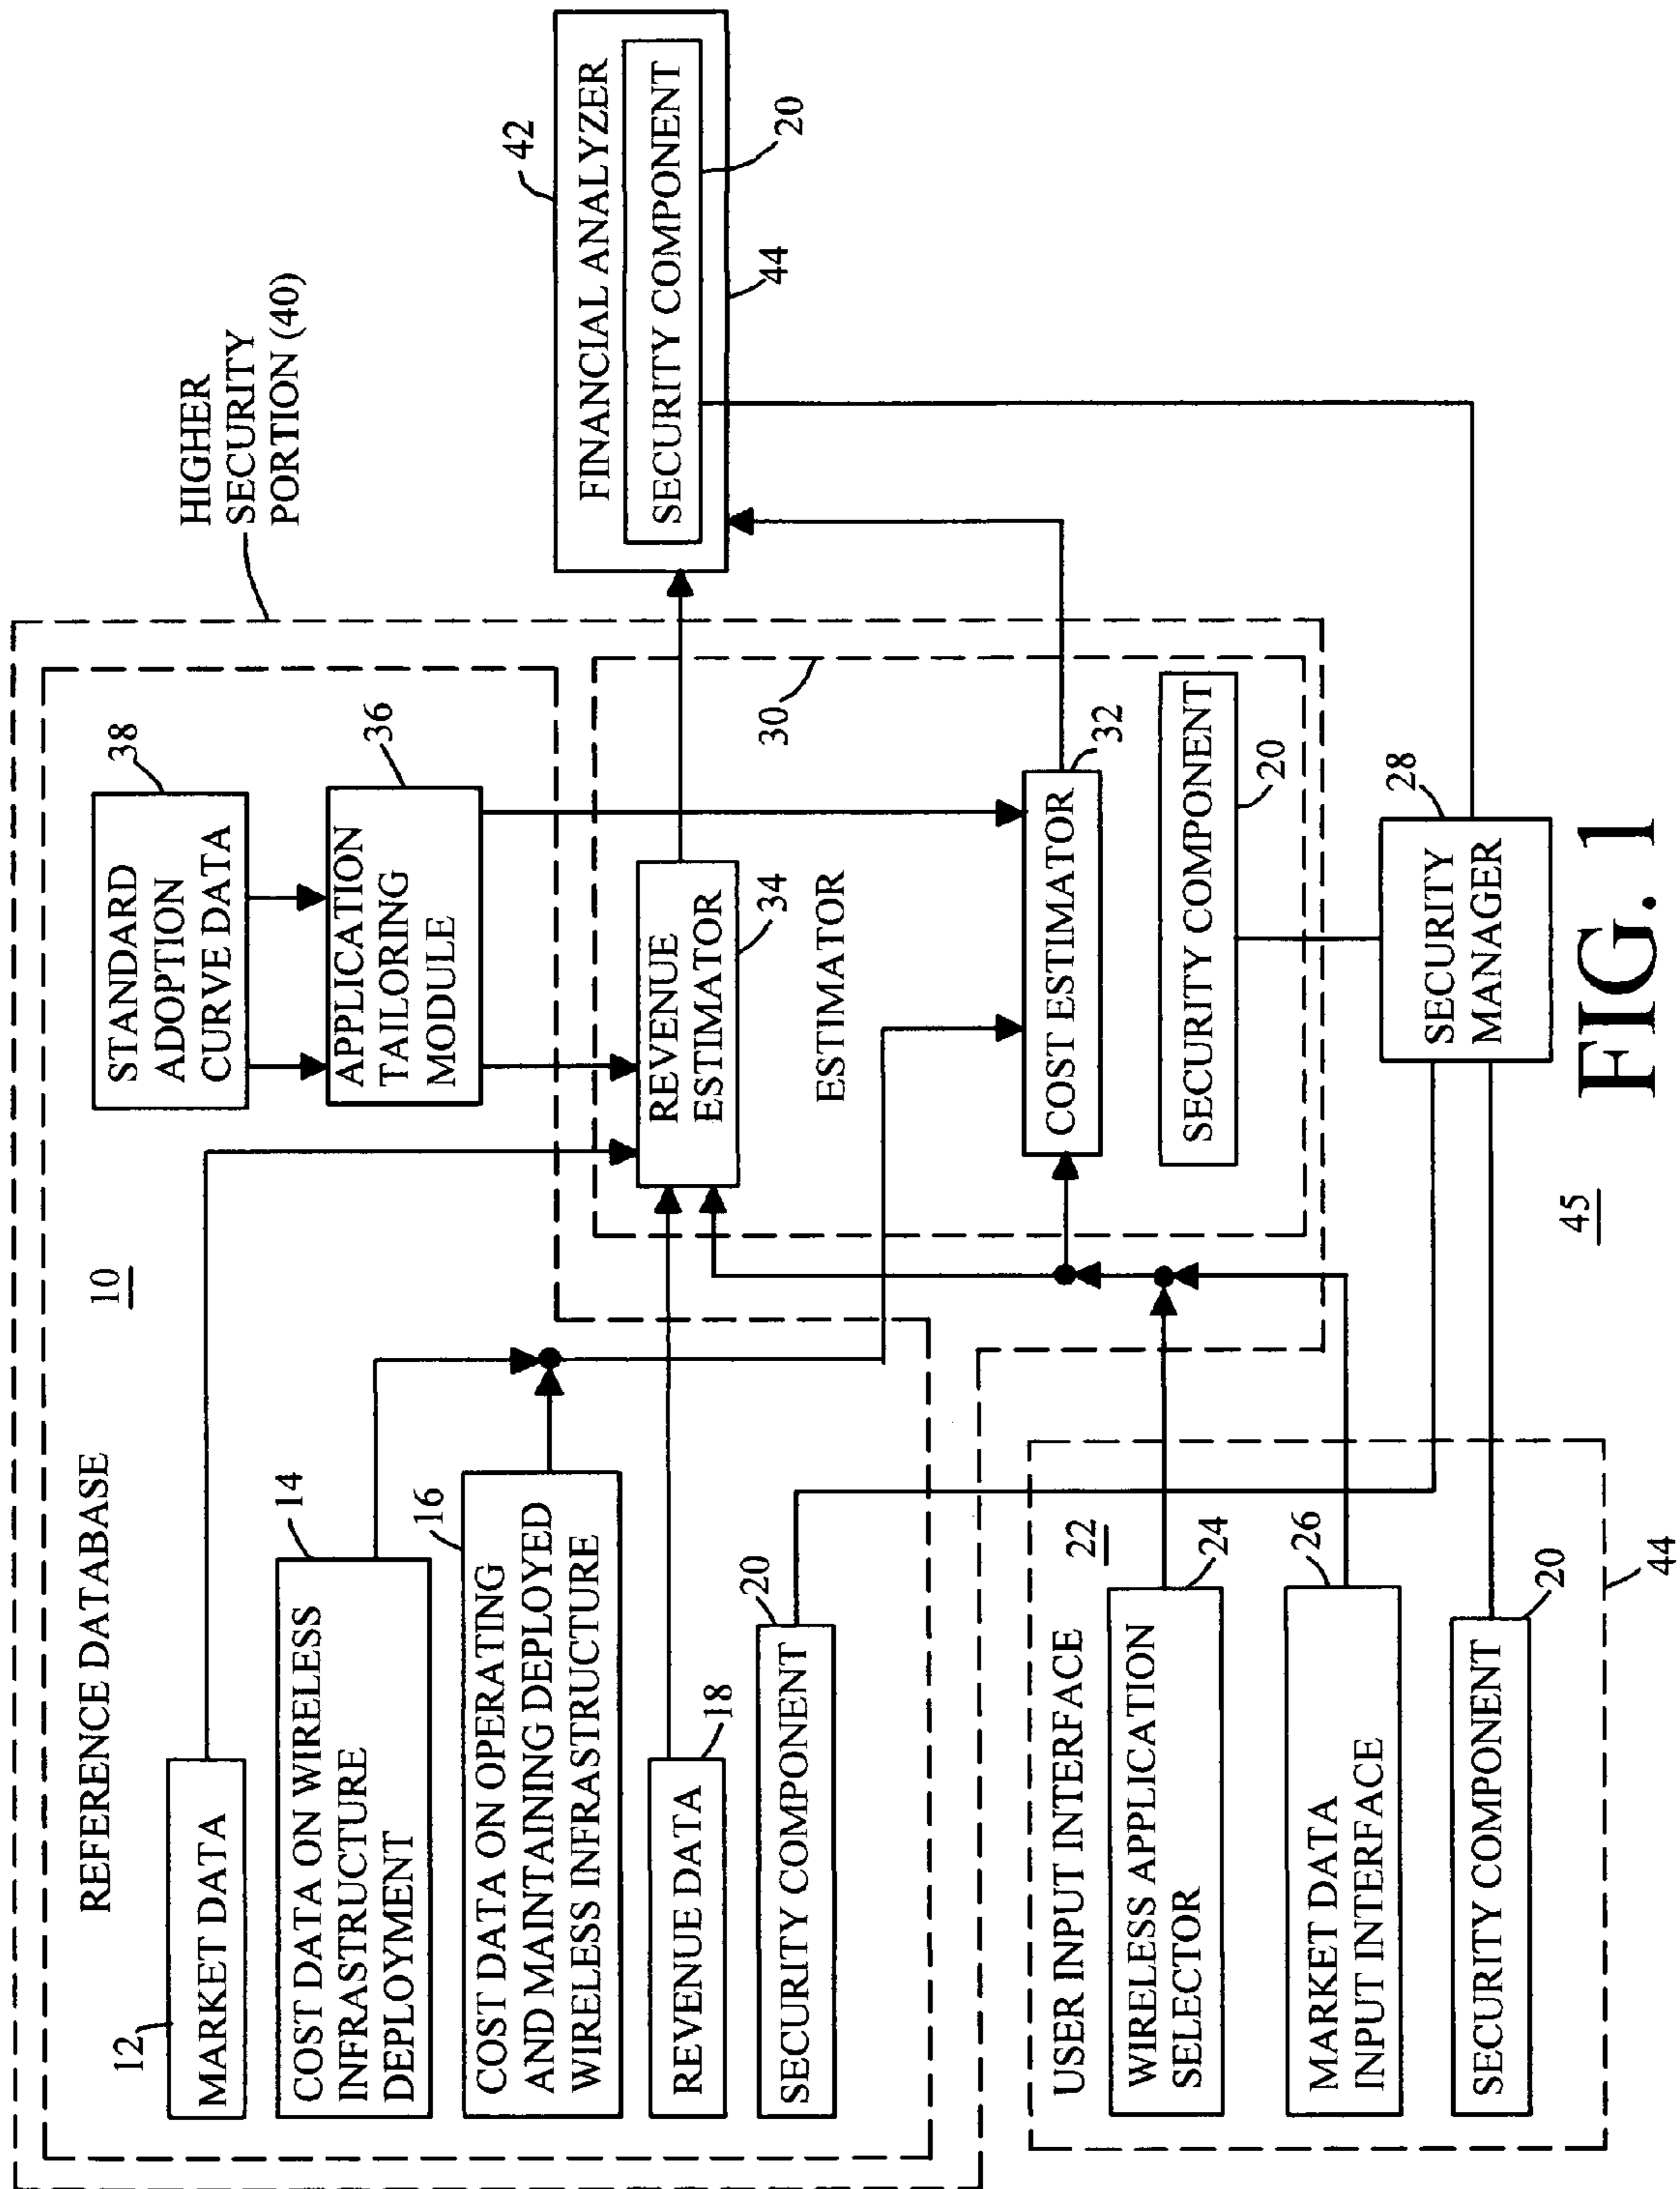 REFERENCE DATABASE
10
12
MARKET DATA
14
COST DATA ON WIRELESS
INFRASTRUCTURE
DEPLOYMENT
16
COST DATA ON OPERATING
AND MAINTAINING DEPLOYED
WIRELESS INFRASTRUCTURE
18
REVENUE DATA
20
SECURITY COMPONENT
38
STANDARD
ADOPTION
CURVE DATA
36
APPLICATION
TAILORING
MODULE
HIGHER
SECURITY
PORTION (40)
30
REVENUE
ESTIMATOR
34
ESTIMATOR
COST ESTIMATOR
32
SECURITY COMPONENT
20
42
FINANCIAL ANALYZER
SECURITY COMPONENT
20
44
USER INPUT INTERFACE
22
WIRELESS APPLICATION
SELECTOR
24
26
MARKET DATA
INPUT INTERFACE
SECURITY COMPONENT
20
44
28
SECURITY
MANAGER
45
FIG. 1